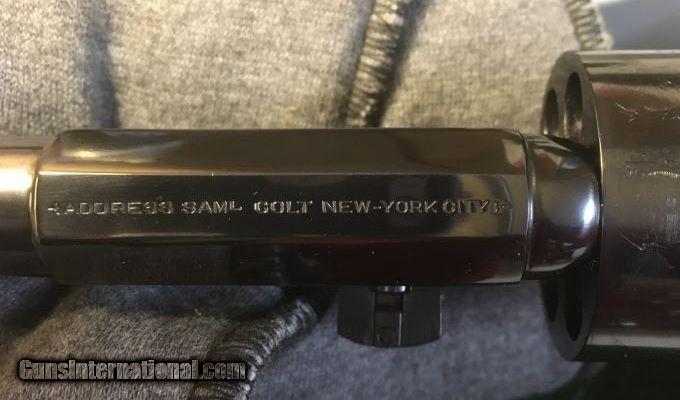 <ADDRESS SAML COLT NEW-YORK CITY>
GunsInternational.com